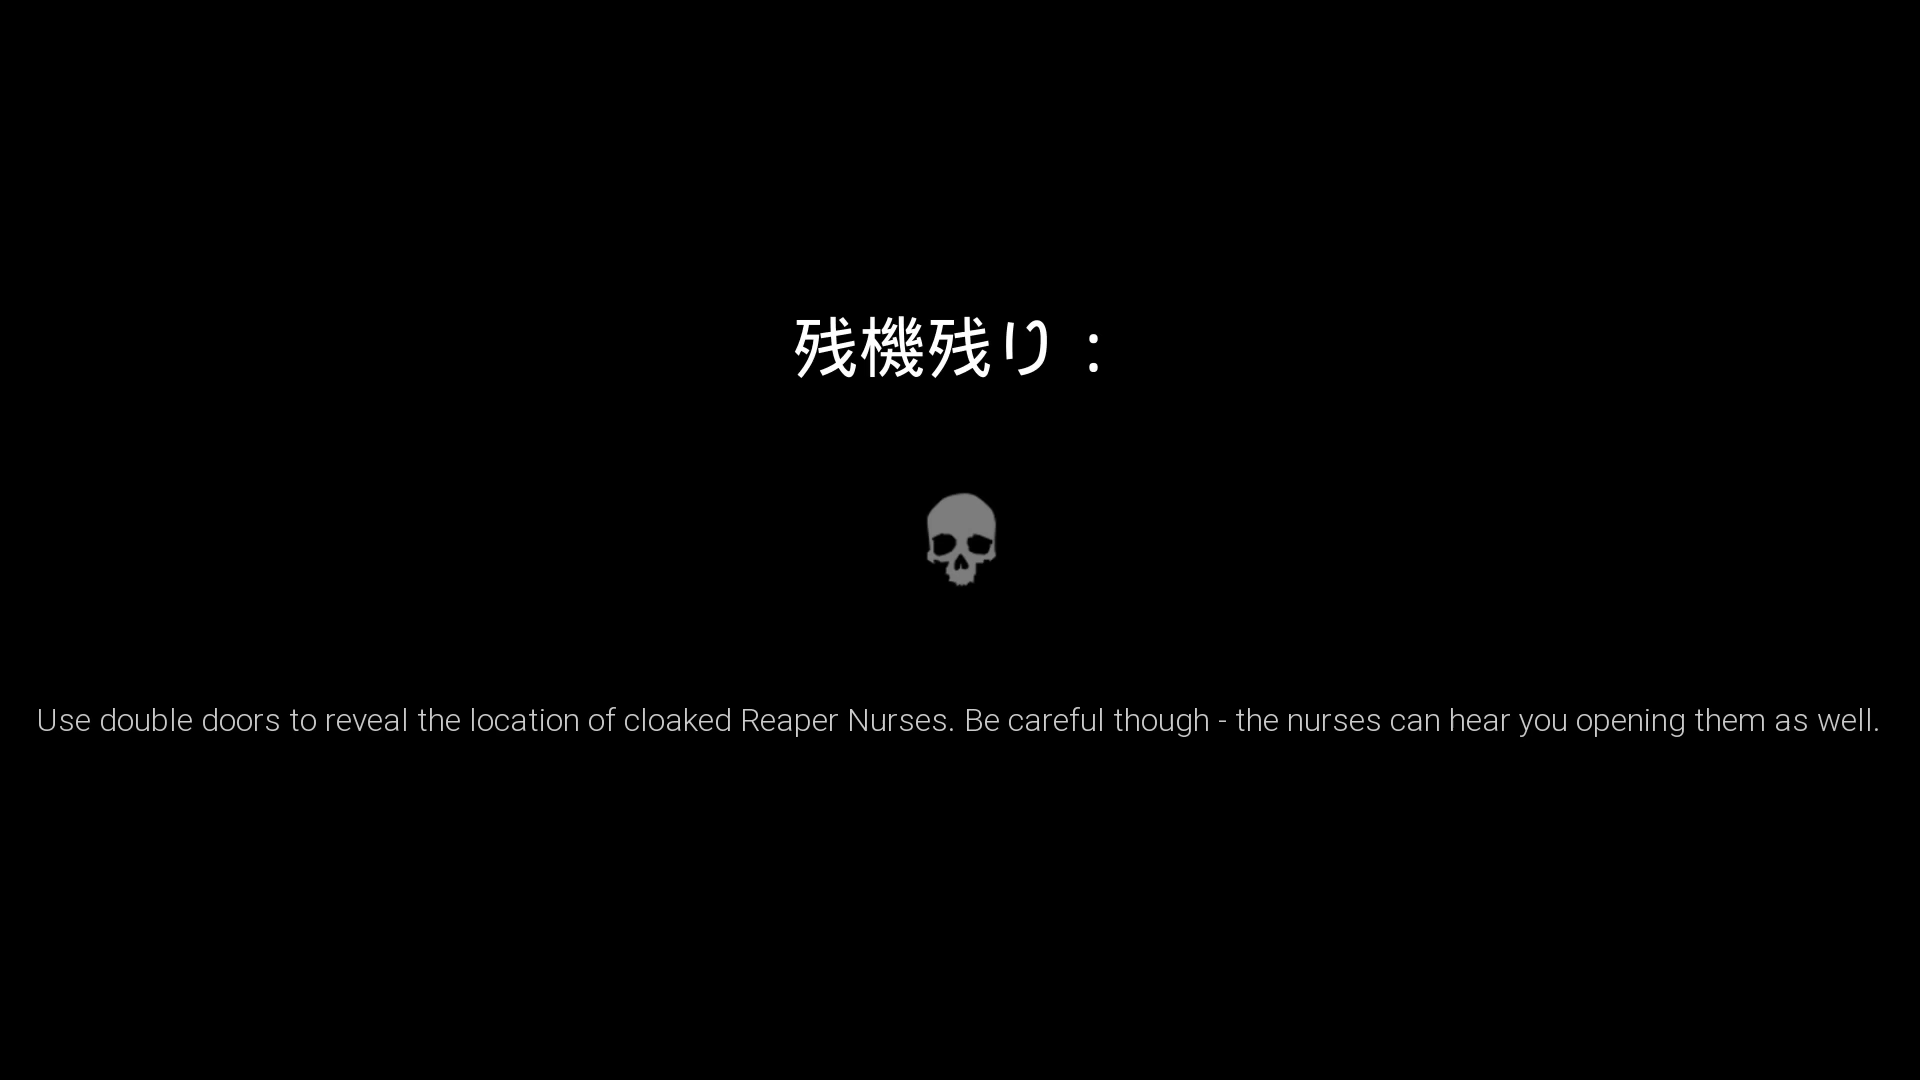 残機残り：
Use double doors to reveal the location of cloaked Reaper Nurses. Be careful though - the nurses can hear you opening them as well.